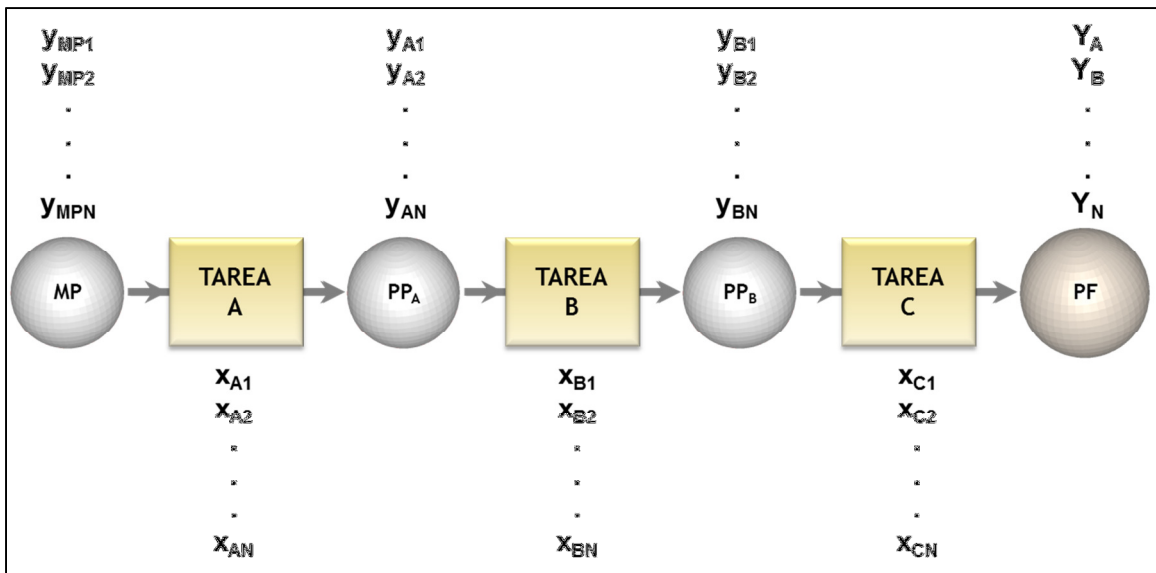 yMP1 yA1 yB1 YA
yMP2 yA2 yB2 YB
. . . .
. . . .
. . . .
yMPN yAN yBN YN
MP TAREA A PPA TAREA B PPB TAREA C PF
xA1 xB1 xC1
xA2 xB2 xC2
. . .
. . .
. . .
xAN xBN xCN